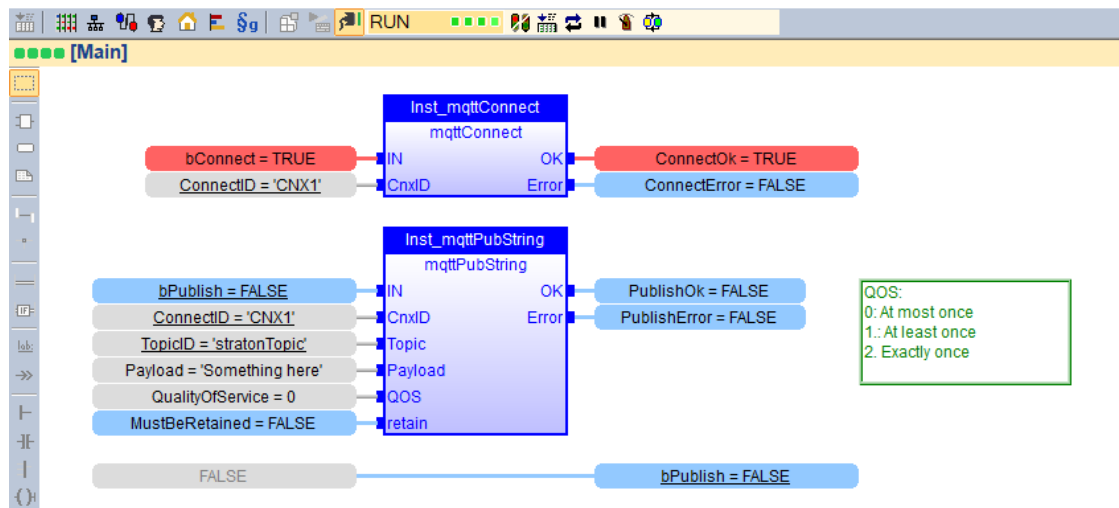 RUN
[Main]
Inst_mqttConnect
mqttConnect
bConnect = TRUE
IN
OK
ConnectOk = TRUE
ConnectID = 'CNX1'
CnxID
Error
ConnectError = FALSE
Inst_mqttPubString
mqttPubString
bPublish = FALSE
IN
OK
PublishOk = FALSE
ConnectID = 'CNX1'
CnxID
Error
PublishError = FALSE
TopicID = 'stratonTopic'
Topic
Payload = 'Something here'
Payload
QualityOfService = 0
QOS
MustBeRetained = FALSE
retain
QOS:
0: At most once
1.: At least once
2. Exactly once
FALSE
bPublish = FALSE
§g
IF
lab: